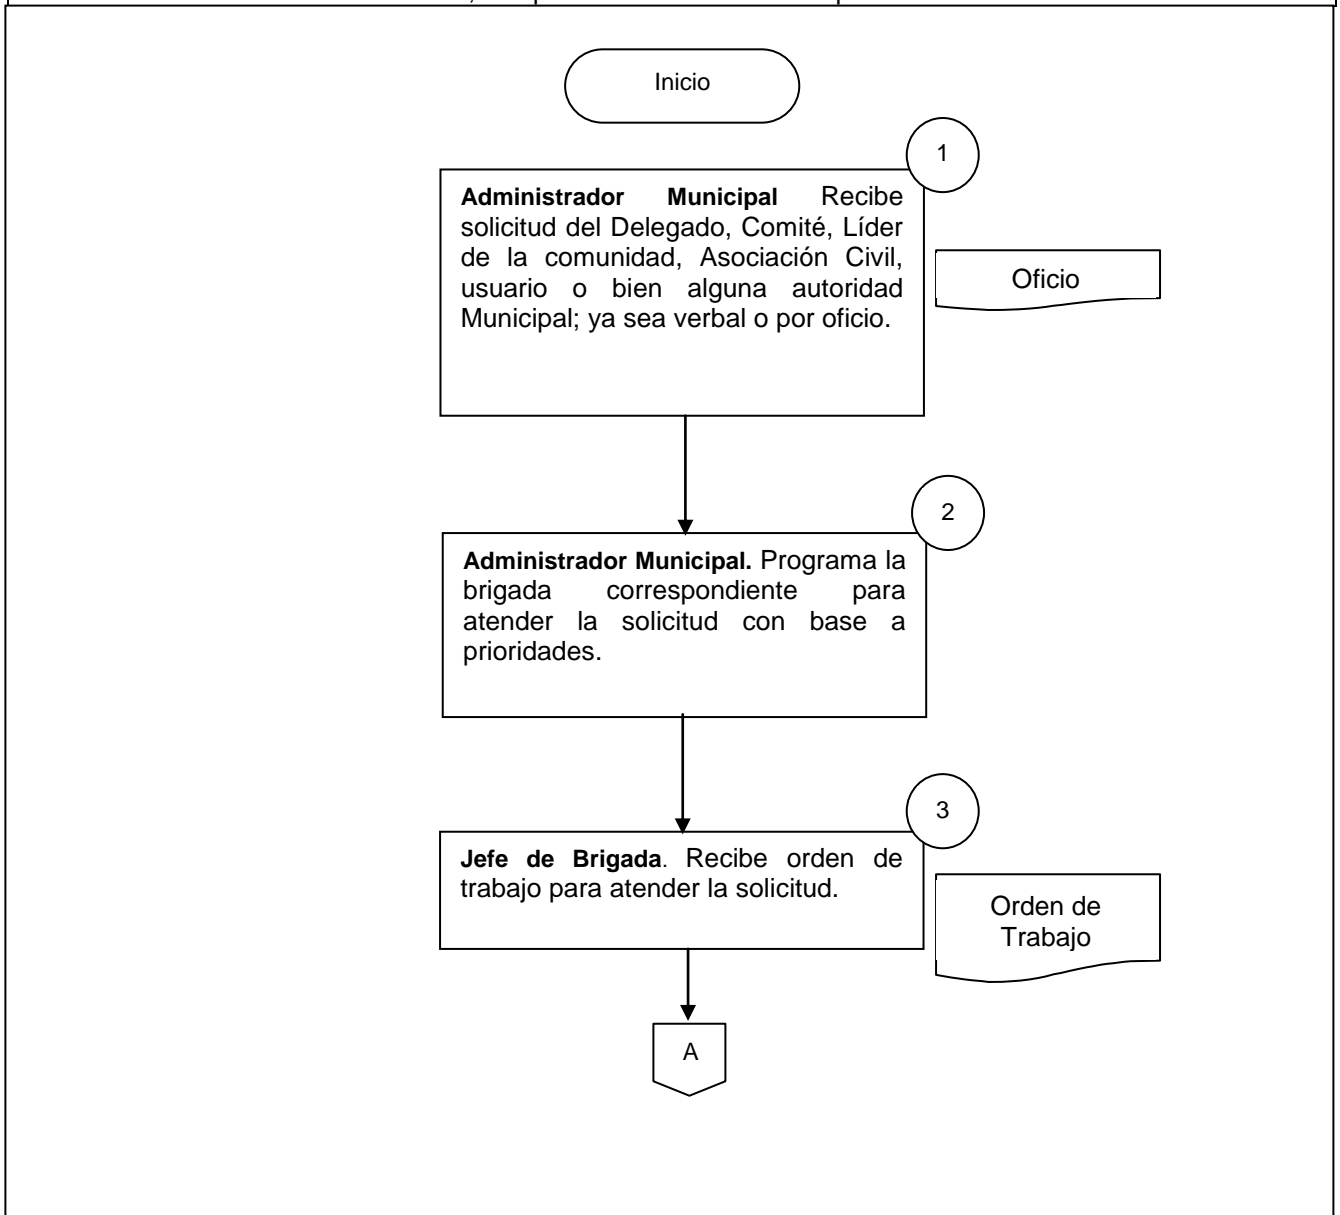 Inicio
1
Administrador Municipal Recibe
solicitud del Delegado, Comité, Líder
de la comunidad, Asociación Civil,
usuario o bien alguna autoridad
Municipal; ya sea verbal o por oficio.
Oficio
2
Administrador Municipal. Programa la
brigada correspondiente para
atender la solicitud con base a
prioridades.
3
Jefe de Brigada. Recibe orden de
trabajo para atender la solicitud.
Orden de
Trabajo
A